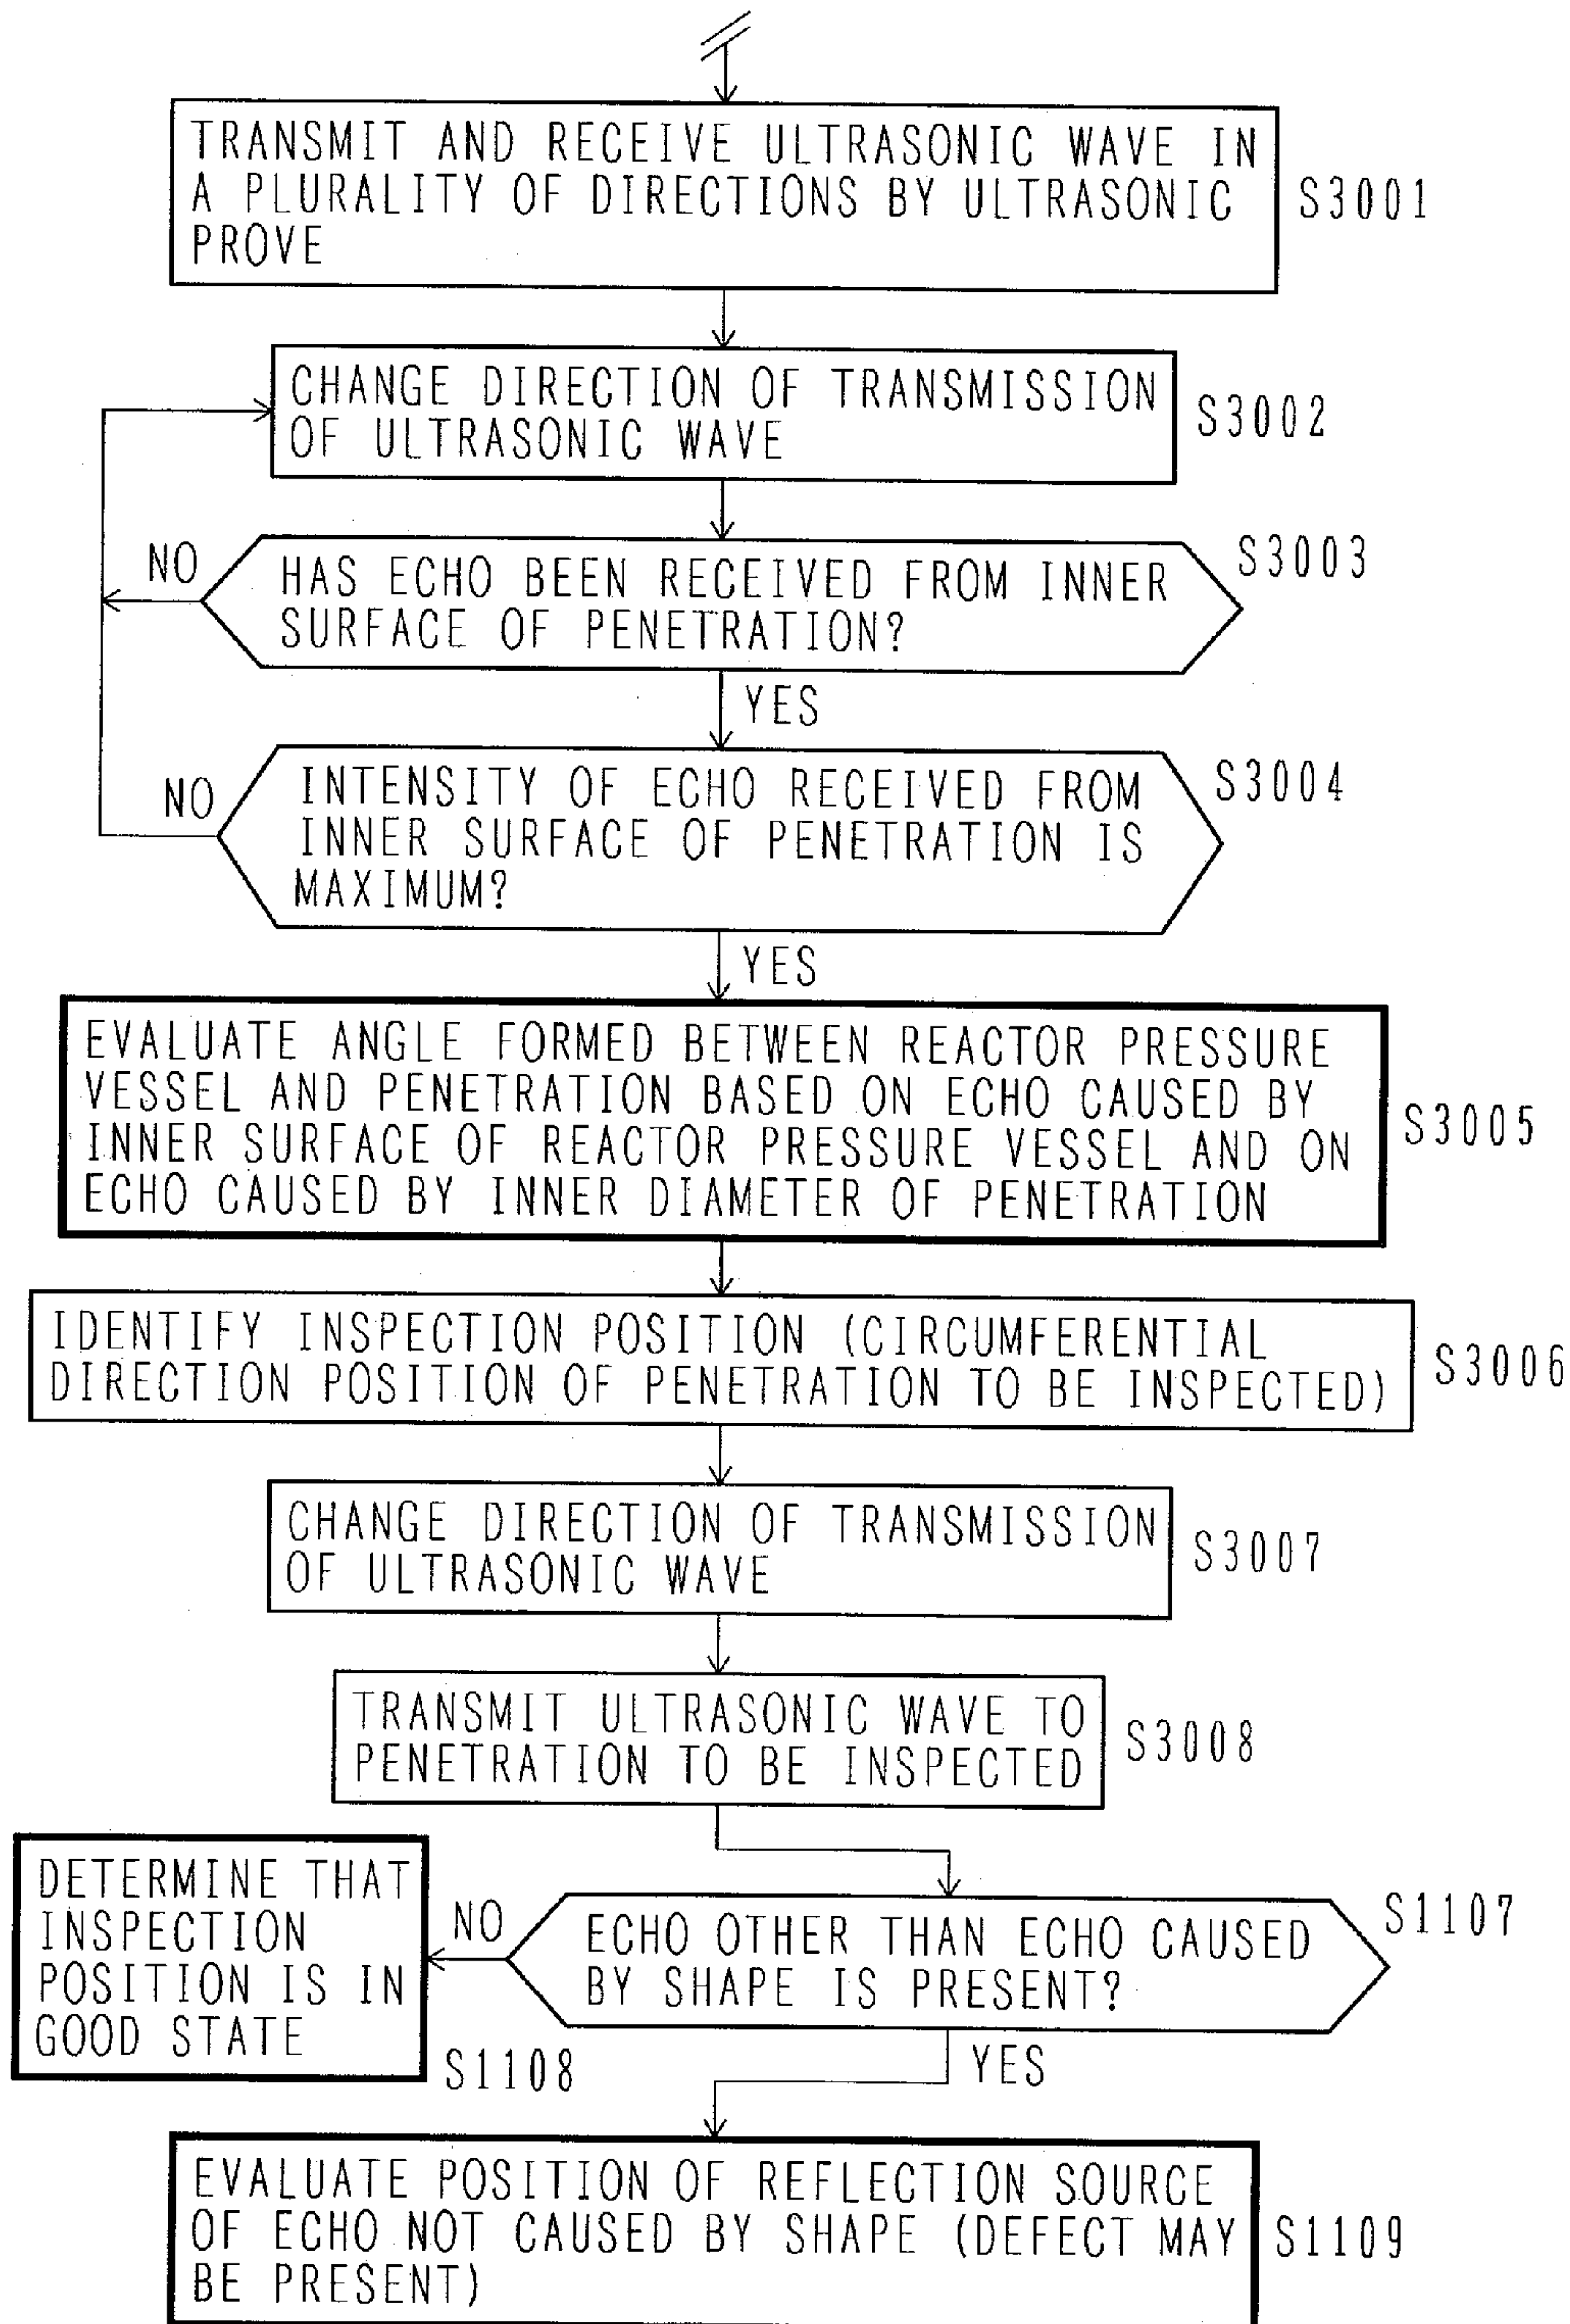 TRANSMIT AND RECEIVE ULTRASONIC WAVE IN
A PLURALITY OF DIRECTIONS BY ULTRASONIC
PROVE
S3001
CHANGE DIRECTION OF TRANSMISSION
OF ULTRASONIC WAVE
S3002
NO
HAS ECHO BEEN RECEIVED FROM INNER
SURFACE OF PENETRATION?
S3003
YES
NO
INTENSITY OF ECHO RECEIVED FROM
INNER SURFACE OF PENETRATION IS
MAXIMUM?
S3004
YES
EVALUATE ANGLE FORMED BETWEEN REACTOR PRESSURE
VESSEL AND PENETRATION BASED ON ECHO CAUSED BY
INNER SURFACE OF REACTOR PRESSURE VESSEL AND ON
ECHO CAUSED BY INNER DIAMETER OF PENETRATION
S3005
IDENTIFY INSPECTION POSITION (CIRCUMFERENTIAL
DIRECTION POSITION OF PENETRATION TO BE INSPECTED)
S3006
CHANGE DIRECTION OF TRANSMISSION
OF ULTRASONIC WAVE
S3007
TRANSMIT ULTRASONIC WAVE TO
PENETRATION TO BE INSPECTED
S3008
DETERMINE THAT
INSPECTION
POSITION IS IN
GOOD STATE
S1108
NO
ECHO OTHER THAN ECHO CAUSED
BY SHAPE IS PRESENT?
S1107
YES
EVALUATE POSITION OF REFLECTION SOURCE
OF ECHO NOT CAUSED BY SHAPE (DEFECT MAY
BE PRESENT)
S1109